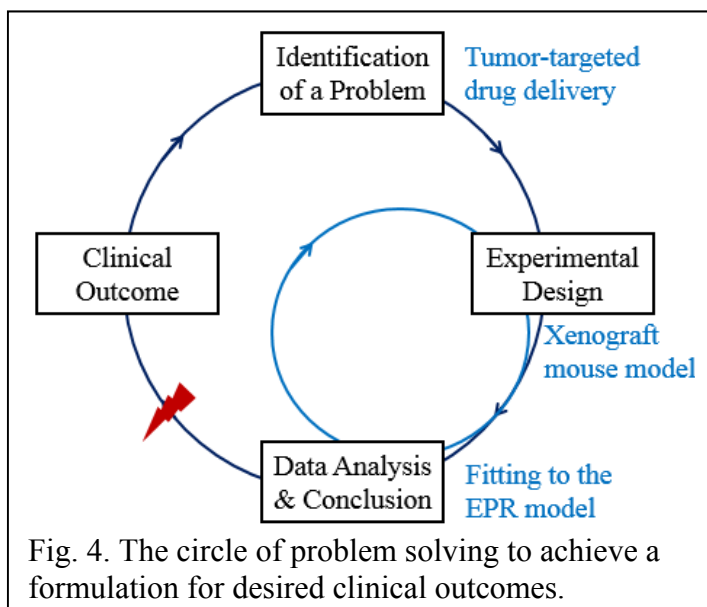 Identification
of a Problem
Tumor-targeted
drug delivery
Clinical
Outcome
Experimental
Design
Xenograft
mouse model
Data Analysis
& Conclusion
Fitting to the
EPR model
Fig. 4. The circle of problem solving to achieve a
formulation for desired clinical outcomes.